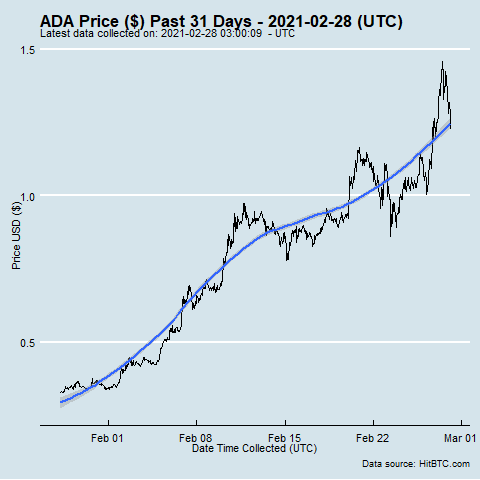 ADA Price ($) Past 31 Days - 2021-02-28 (UTC)
Latest data collected on: 2021-02-28 03:00:09 - UTC
1.5
1.0
0.5
Price USD ($)
Feb 01 Feb 08 Feb 15 Feb 22 Mar 01
Date Time Collected (UTC)
Data source: HitBTC.com